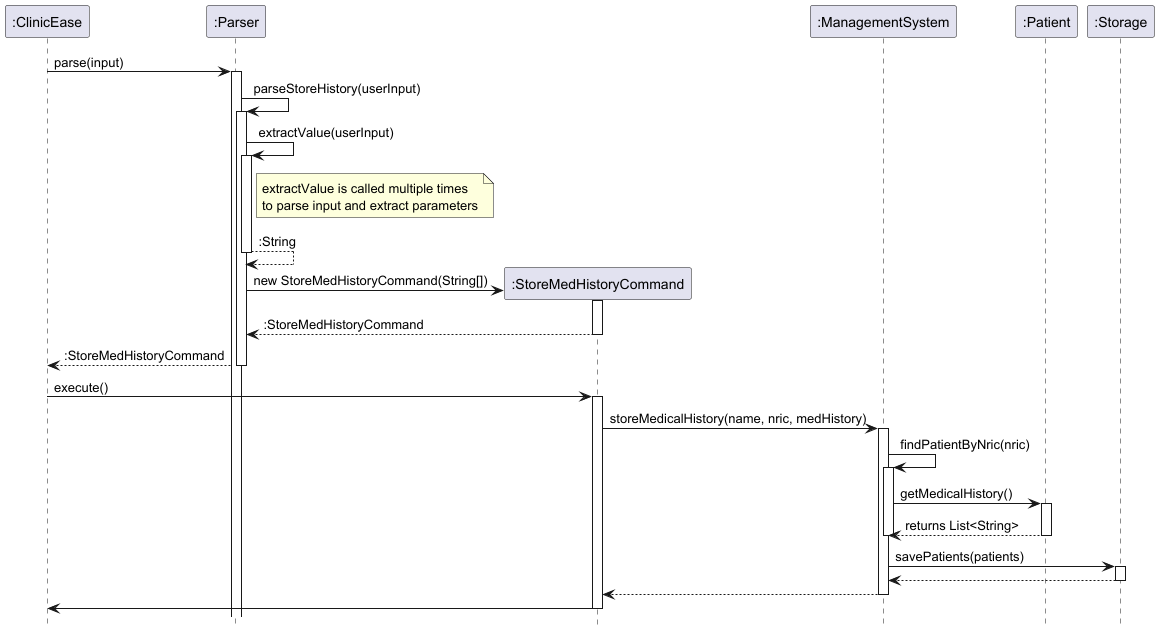 :ClinicEase
:Parser
:ManagementSystem
:Patient
:Storage
parse(input)
parseStoreHistory(userInput)
extractValue(userInput)
extractValue is called multiple times
to parse input and extract parameters
:String
new StoreMedHistoryCommand(String[])
:StoreMedHistoryCommand
:StoreMedHistoryCommand
:StoreMedHistoryCommand
execute()
storeMedicalHistory(name, nric, medHistory)
findPatientByNric(nric)
getMedicalHistory()
returns List<String>
savePatients(patients)